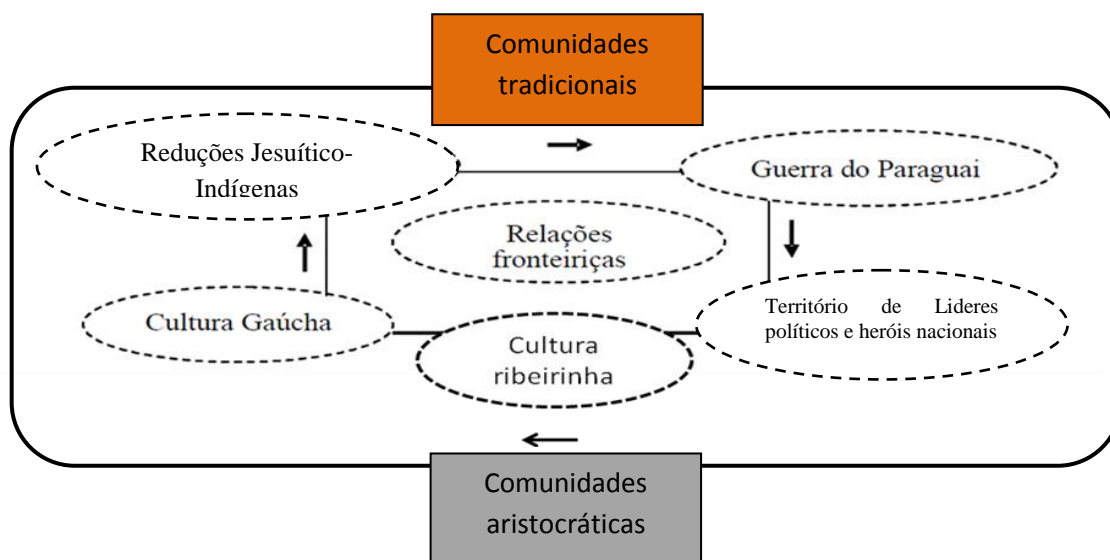 Comunidades
tradicionais
Reduções Jesuítico-
Indígenas
Guerra do Paraguai
Relações
fronteiriças
Cultura Gaúcha
Território de Lideres
políticos e heróis nacionais
Cultura
ribeirinha
Comunidades
aristocráticas